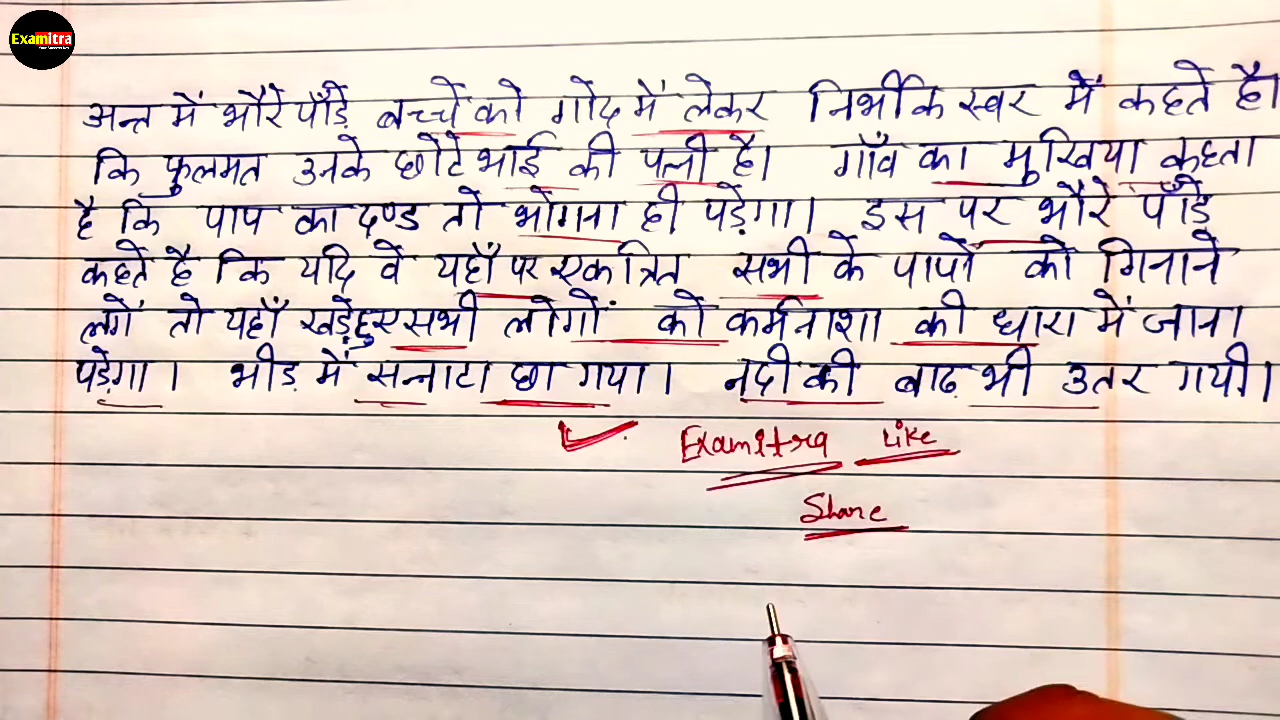 Examitra
अन्त में भौरे पाँड़े बच्चे को गोद में लेकर निर्भीक स्वर में कहते है।
कि फुलमत उनके छोटे भाई की पत्नी है। गाँव का मुखिया कहता
है कि पाप का दण्ड तो भोगना ही पड़ेगा। इस पर भौरे पाँड़े
कहते है कि यदि वे यहाँ पर एकत्रित सभी के पापों को गिनाने
लगें तो यहाँ खड़े हुए सभी लोगों को कर्मनाशा की धारा में जाना
पड़ेगा। भीड़ में सन्नाटा छा गया। नदी की बाढ़ भी उतर गयी।
Examitra Like
Share